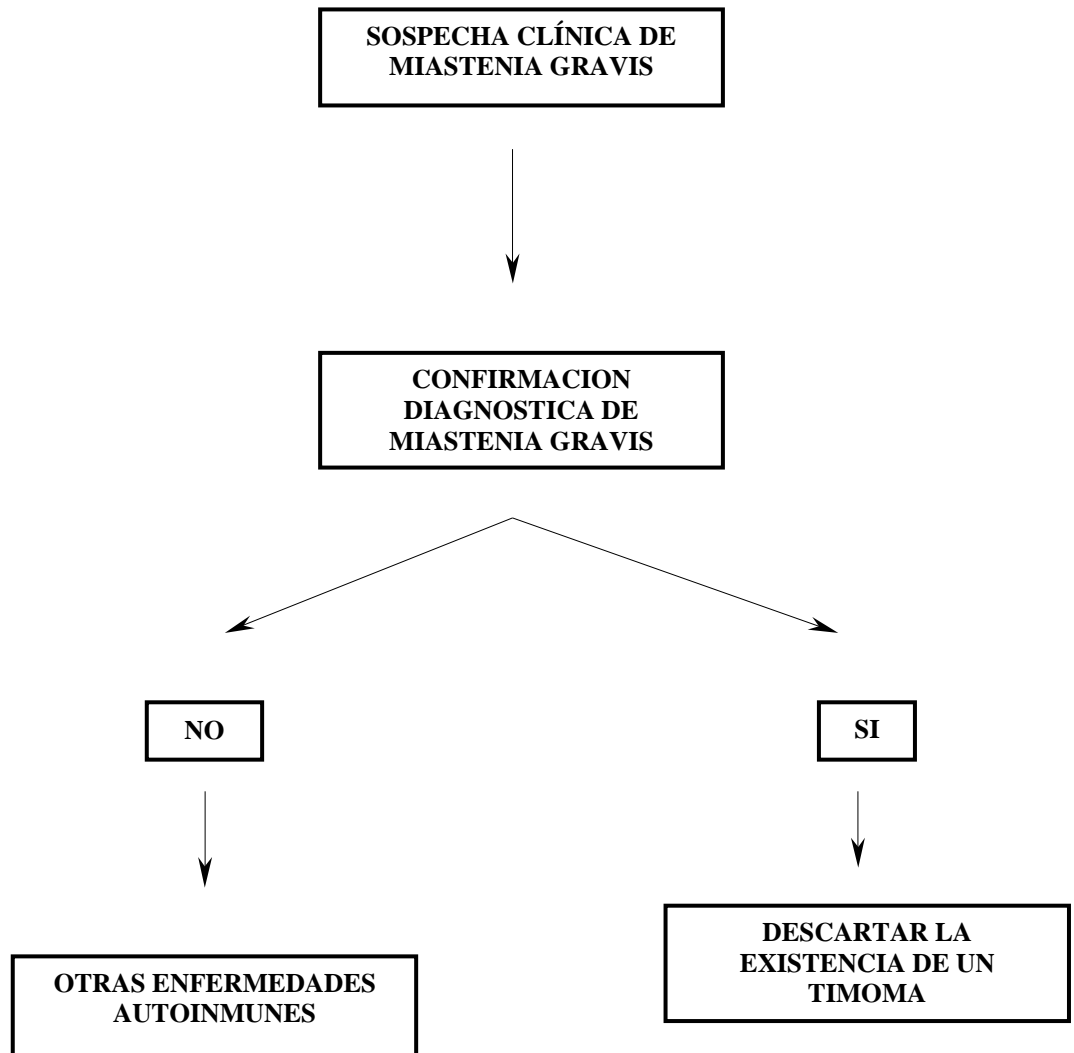 SOSPECHA CLÍNICA DE
MIASTENIA GRAVIS
CONFIRMACION
DIAGNOSTICA DE
MIASTENIA GRAVIS
NO
SI
OTRAS ENFERMEDADES
AUTOINMUNES
DESCARTAR LA
EXISTENCIA DE UN
TIMOMA